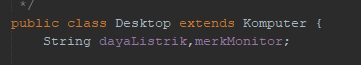 */
public class Desktop extends Komputer {
String dayaListrik,merkMonitor;